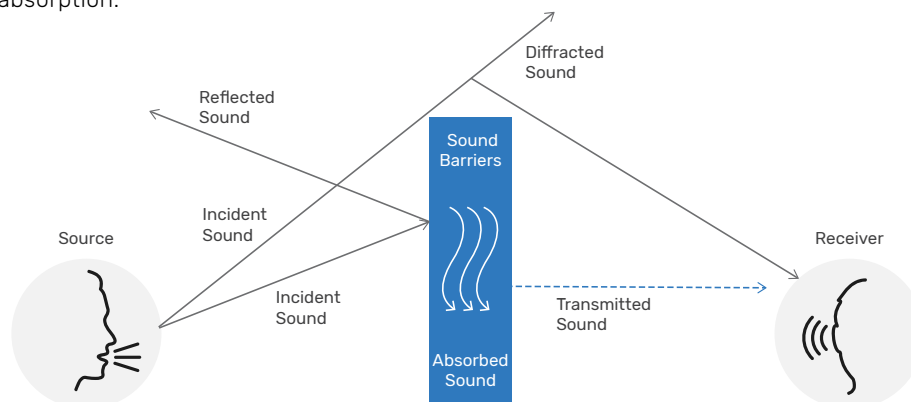 absorption.
Diffracted
Sound
Reflected
Sound
Sound
Barriers
Incident
Sound
Source
Receiver
Incident
Sound
Transmitted
Sound
Absorbed
Sound